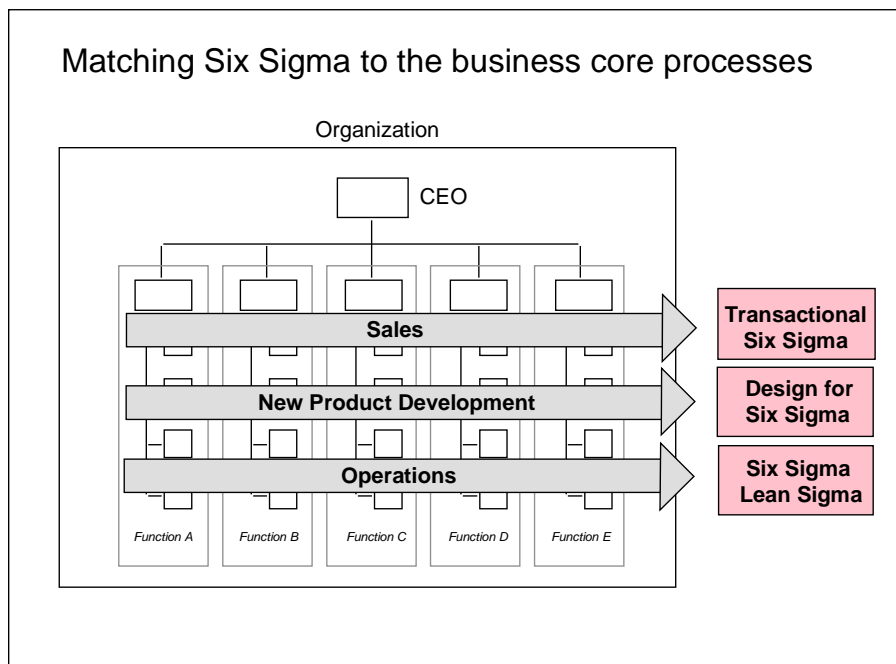 Matching Six Sigma to the business core processes
Organization
CEO
Sales
Transactional
Six Sigma
New Product Development
Design for
Six Sigma
Operations
Six Sigma
Lean Sigma
Function A
Function B
Function C
Function D
Function E